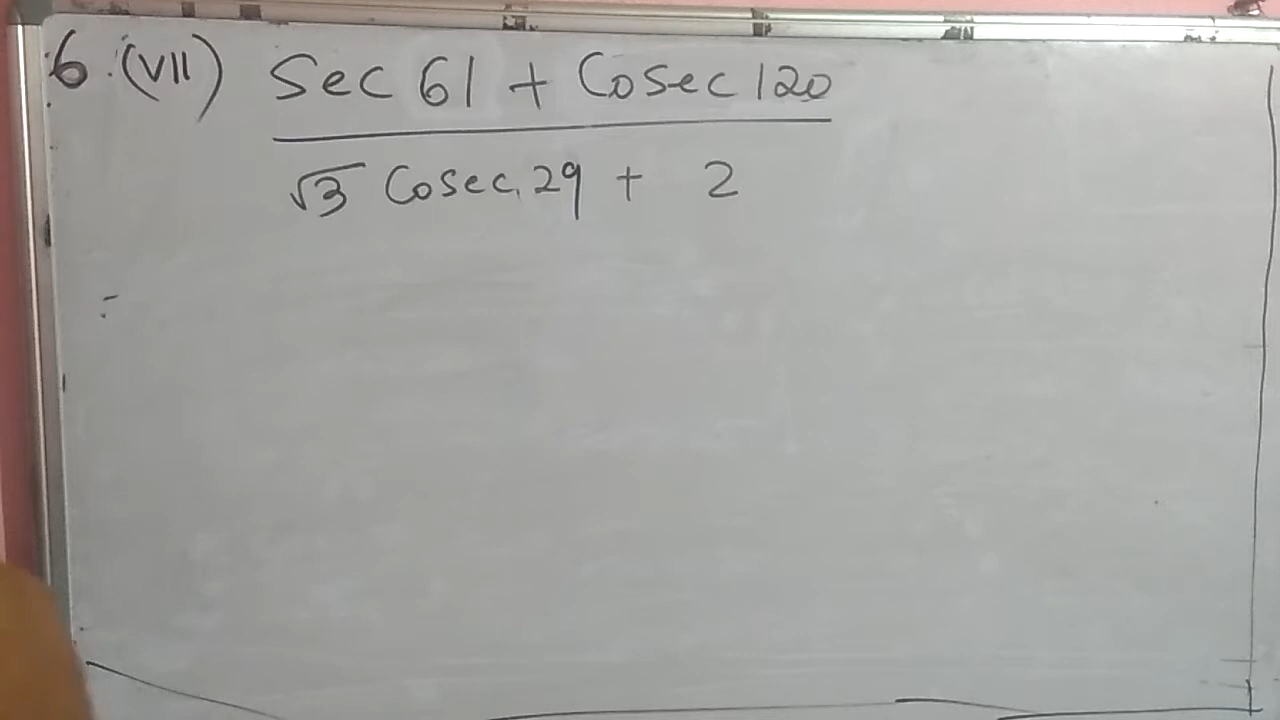 6.(VII) Sec 61 + Cosec 120
√3 Cosec 29 + 2
=